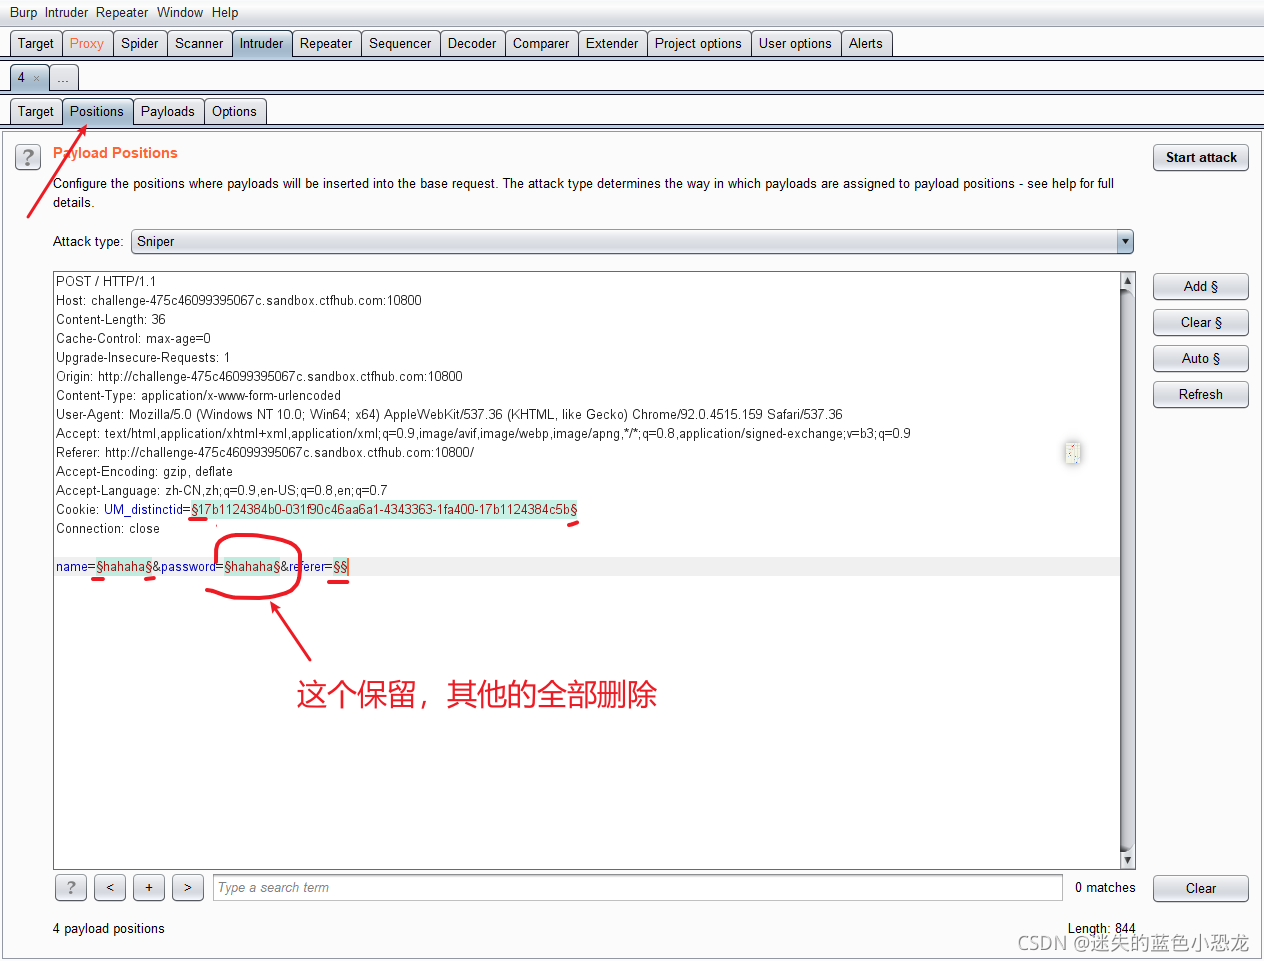 Burp Intruder Repeater Window Help
Target Proxy Spider Scanner Intruder Repeater Sequencer Decoder Comparer Extender Project options User options Alerts
4 × ...
Target Positions Payloads Options
? Payload Positions
Start attack
Configure the positions where payloads will be inserted into the base request. The attack type determines the way in which payloads are assigned to payload positions - see help for full
details.
Attack type: Sniper
POST / HTTP/1.1
Host: challenge-475c46099395067c.sandbox.ctfhub.com:10800
Content-Length: 36
Cache-Control: max-age=0
Upgrade-Insecure-Requests: 1
Origin: http://challenge-475c46099395067c.sandbox.ctfhub.com:10800
Content-Type: application/x-www-form-urlencoded
User-Agent: Mozilla/5.0 (Windows NT 10.0; Win64; x64) AppleWebKit/537.36 (KHTML, like Gecko) Chrome/92.0.4515.159 Safari/537.36
Accept: text/html,application/xhtml+xml,application/xml;q=0.9,image/avif,image/webp,image/apng,*/*;q=0.8,application/signed-exchange;v=b3;q=0.9
Referer: http://challenge-475c46099395067c.sandbox.ctfhub.com:10800/
Accept-Encoding: gzip, deflate
Accept-Language: zh-CN,zh;q=0.9,en-US;q=0.8,en;q=0.7
Cookie: UM_distinctid=§17b1124384b0-031f90c46aa6a1-4343363-1fa400-17b1124384c5b§
Connection: close
name=§hahaha§&password=§hahaha§&referer=§§
Add §
Clear §
Auto §
Refresh
这个保留，其他的全部删除
? < + > Type a search term 0 matches Clear
4 payload positions
Length: 844
CSDN @迷失的蓝色小恐龙